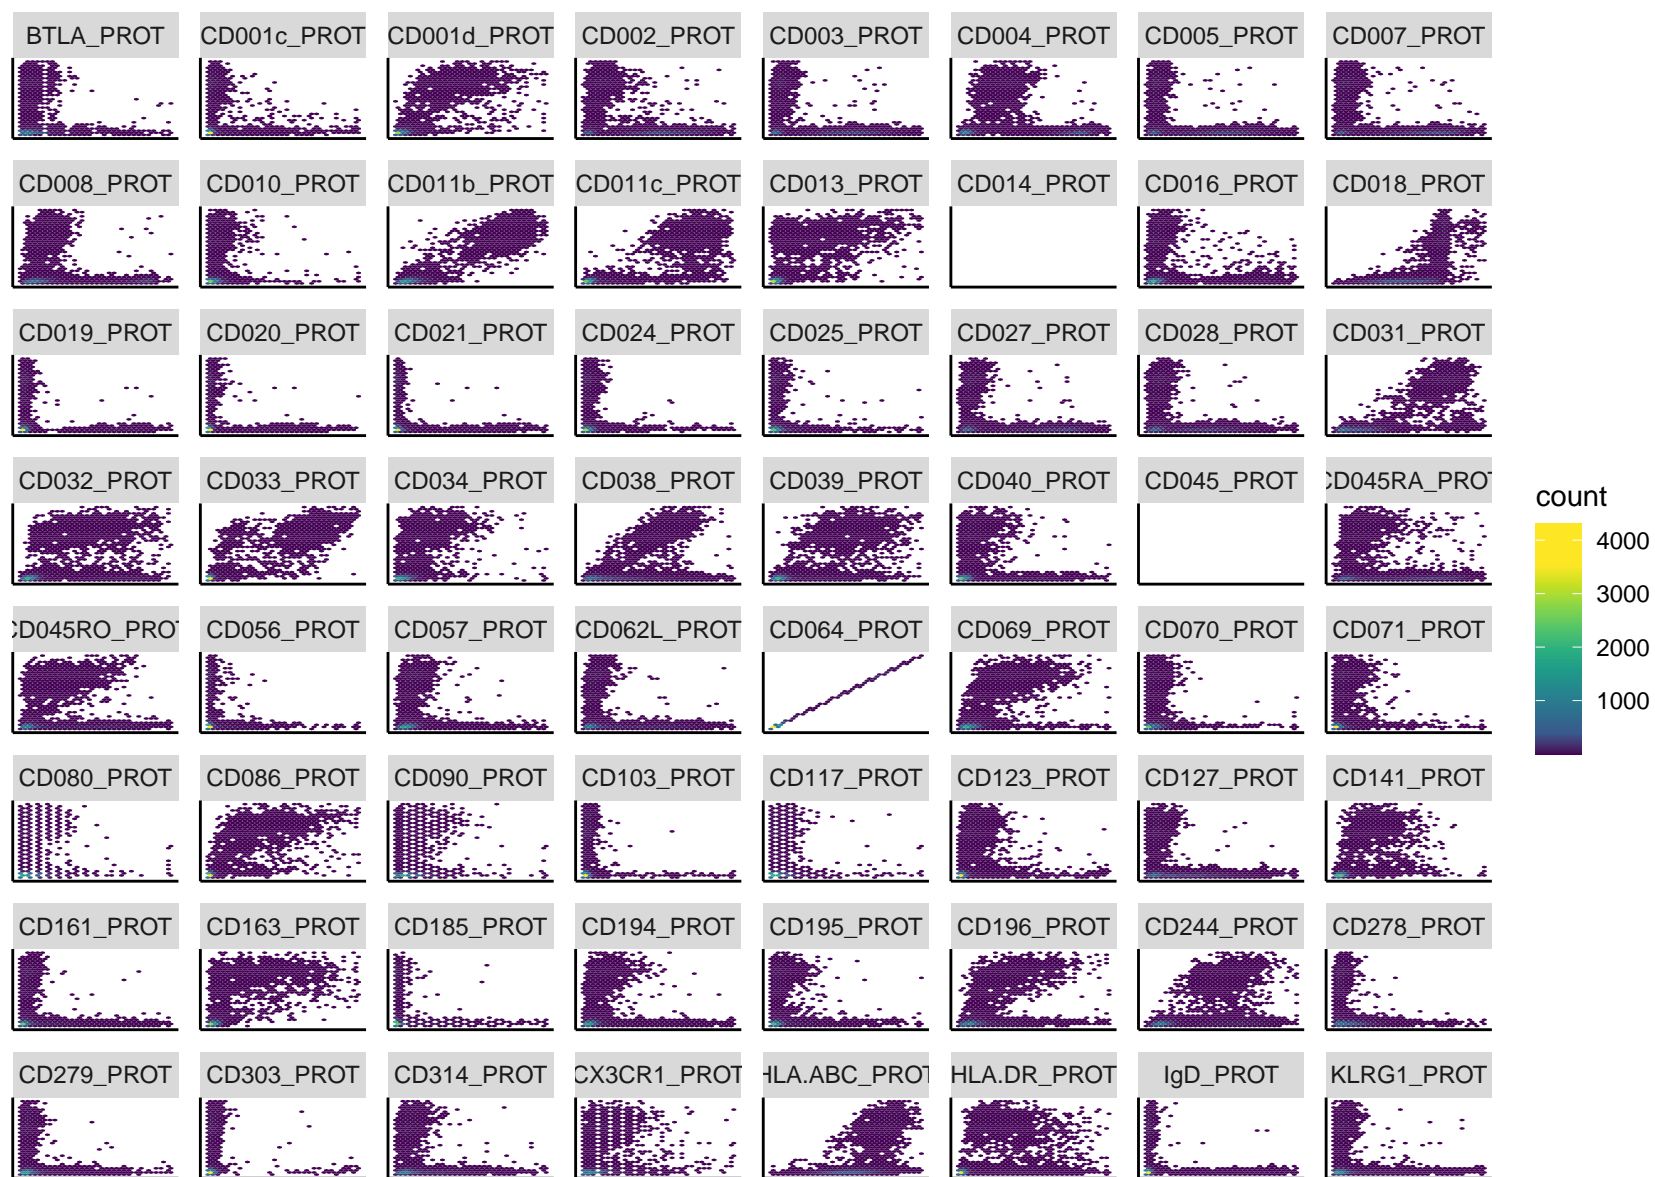 BTLA_PROT CD001c_PROT CD001d_PROT CD002_PROT CD003_PROT CD004_PROT CD005_PROT CD007_PROT
CD008_PROT CD010_PROT CD011b_PROT CD011c_PROT CD013_PROT CD014_PROT CD016_PROT CD018_PROT
CD019_PROT CD020_PROT CD021_PROT CD024_PROT CD025_PROT CD027_PROT CD028_PROT CD031_PROT
CD032_PROT CD033_PROT CD034_PROT CD038_PROT CD039_PROT CD040_PROT CD045_PROT CD045RA_PROT
CD045RO_PROT CD056_PROT CD057_PROT CD062L_PROT CD064_PROT CD069_PROT CD070_PROT CD071_PROT
CD080_PROT CD086_PROT CD090_PROT CD103_PROT CD117_PROT CD123_PROT CD127_PROT CD141_PROT
CD161_PROT CD163_PROT CD185_PROT CD194_PROT CD195_PROT CD196_PROT CD244_PROT CD278_PROT
CD279_PROT CD303_PROT CD314_PROT CX3CR1_PROT HLA.ABC_PROT HLA.DR_PROT IgD_PROT KLRG1_PROT
count
4000
3000
2000
1000